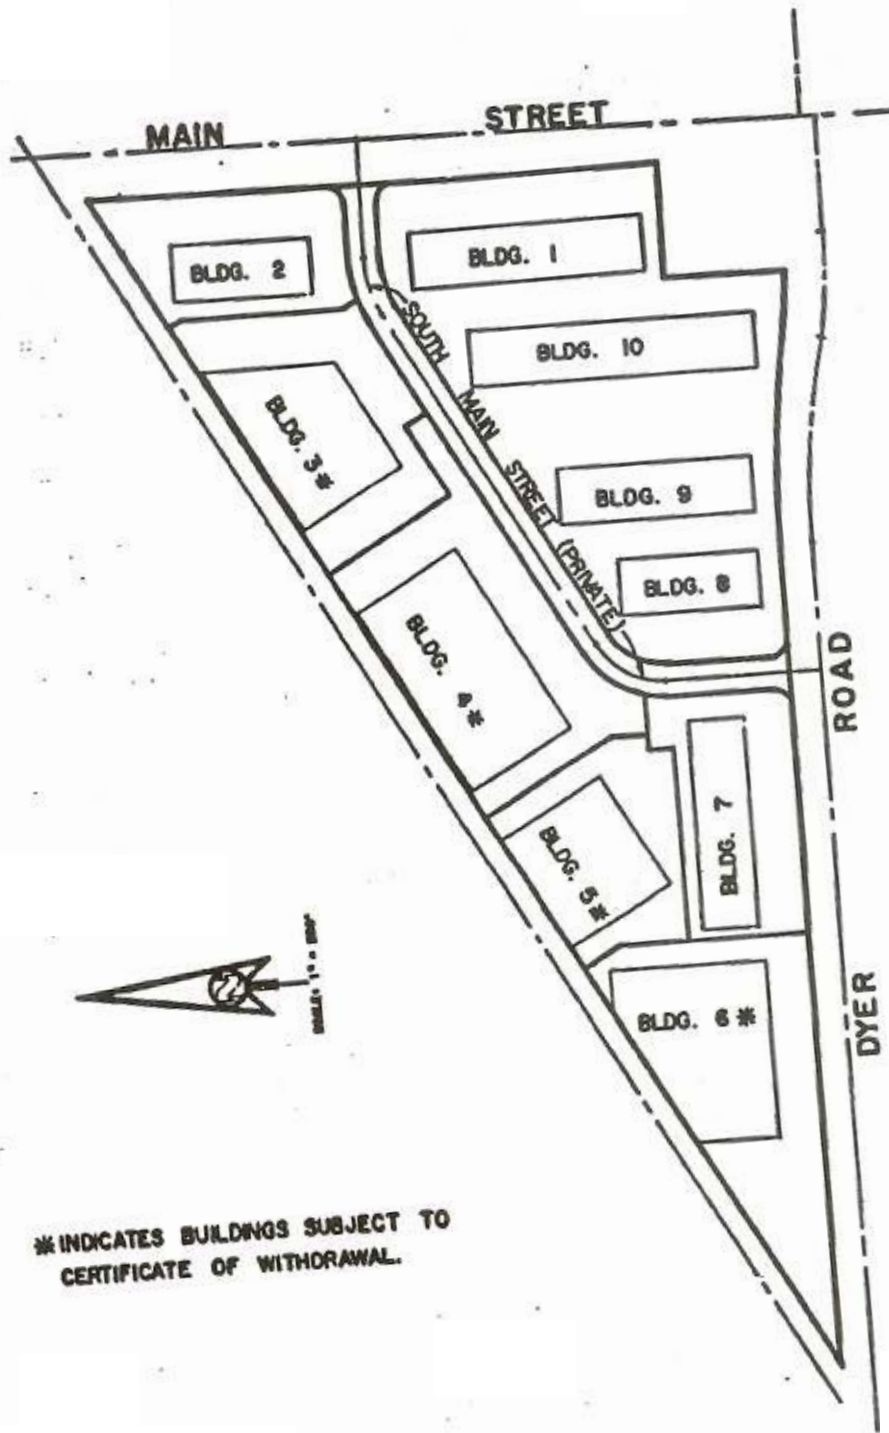 MAIN STREET
BLDG. 2
BLDG. 1
SOUTH MAIN STREET (PRIVATE)
BLDG. 10
BLDG. 3*
BLDG. 9
BLDG. 8
BLDG. 4*
ROAD
BLDG. 7
BLDG. 5*
DYER
BLDG. 6*
* INDICATES BUILDINGS SUBJECT TO
CERTIFICATE OF WITHDRAWAL.